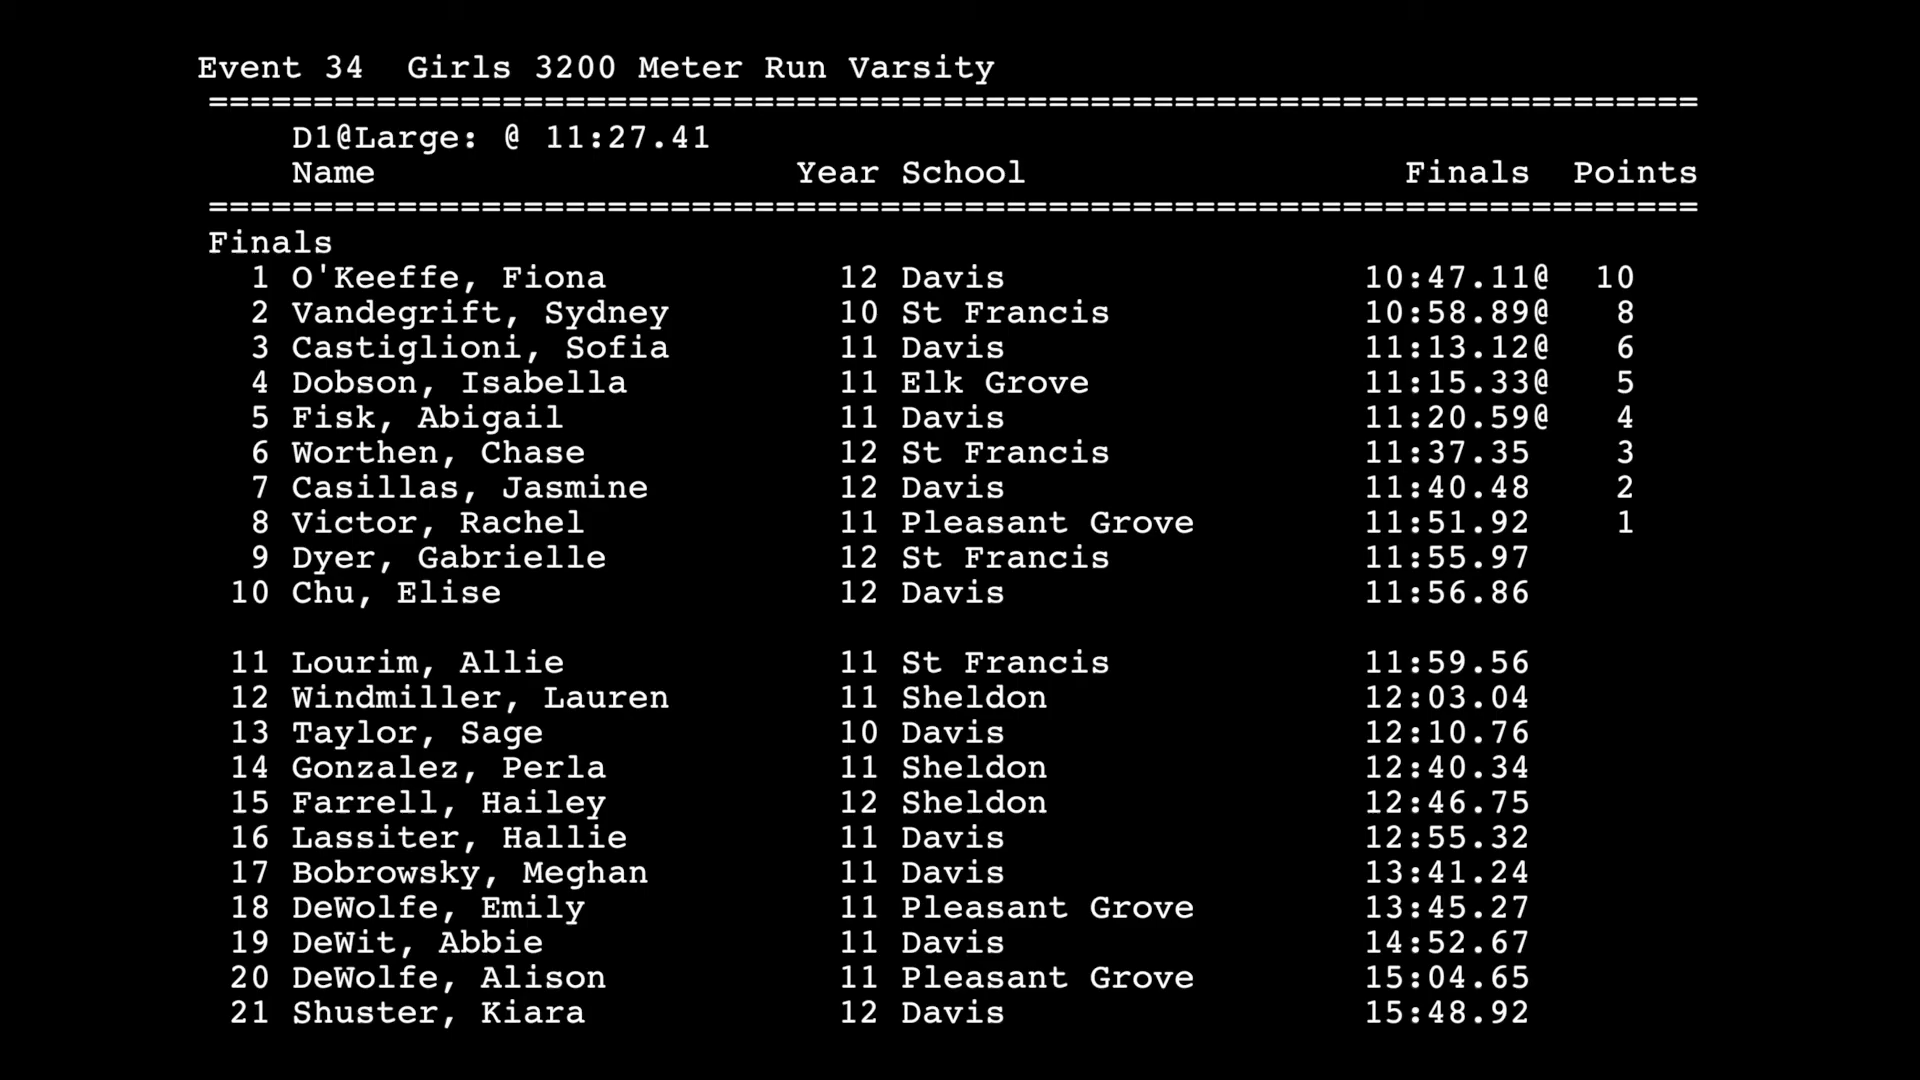 Event 34  Girls 3200 Meter Run Varsity
=======================================================================
D1@Large: @ 11:27.41
Name Year School Finals Points
=======================================================================
Finals
1 O'Keeffe, Fiona 12 Davis 10:47.11@ 10
2 Vandegrift, Sydney 10 St Francis 10:58.89@ 8
3 Castiglioni, Sofia 11 Davis 11:13.12@ 6
4 Dobson, Isabella 11 Elk Grove 11:15.33@ 5
5 Fisk, Abigail 11 Davis 11:20.59@ 4
6 Worthen, Chase 12 St Francis 11:37.35 3
7 Casillas, Jasmine 12 Davis 11:40.48 2
8 Victor, Rachel 11 Pleasant Grove 11:51.92 1
9 Dyer, Gabrielle 12 St Francis 11:55.97
10 Chu, Elise 12 Davis 11:56.86
11 Lourim, Allie 11 St Francis 11:59.56
12 Windmiller, Lauren 11 Sheldon 12:03.04
13 Taylor, Sage 10 Davis 12:10.76
14 Gonzalez, Perla 11 Sheldon 12:40.34
15 Farrell, Hailey 12 Sheldon 12:46.75
16 Lassiter, Hallie 11 Davis 12:55.32
17 Bobrowsky, Meghan 11 Davis 13:41.24
18 DeWolfe, Emily 11 Pleasant Grove 13:45.27
19 DeWit, Abbie 11 Davis 14:52.67
20 DeWolfe, Alison 11 Pleasant Grove 15:04.65
21 Shuster, Kiara 12 Davis 15:48.92